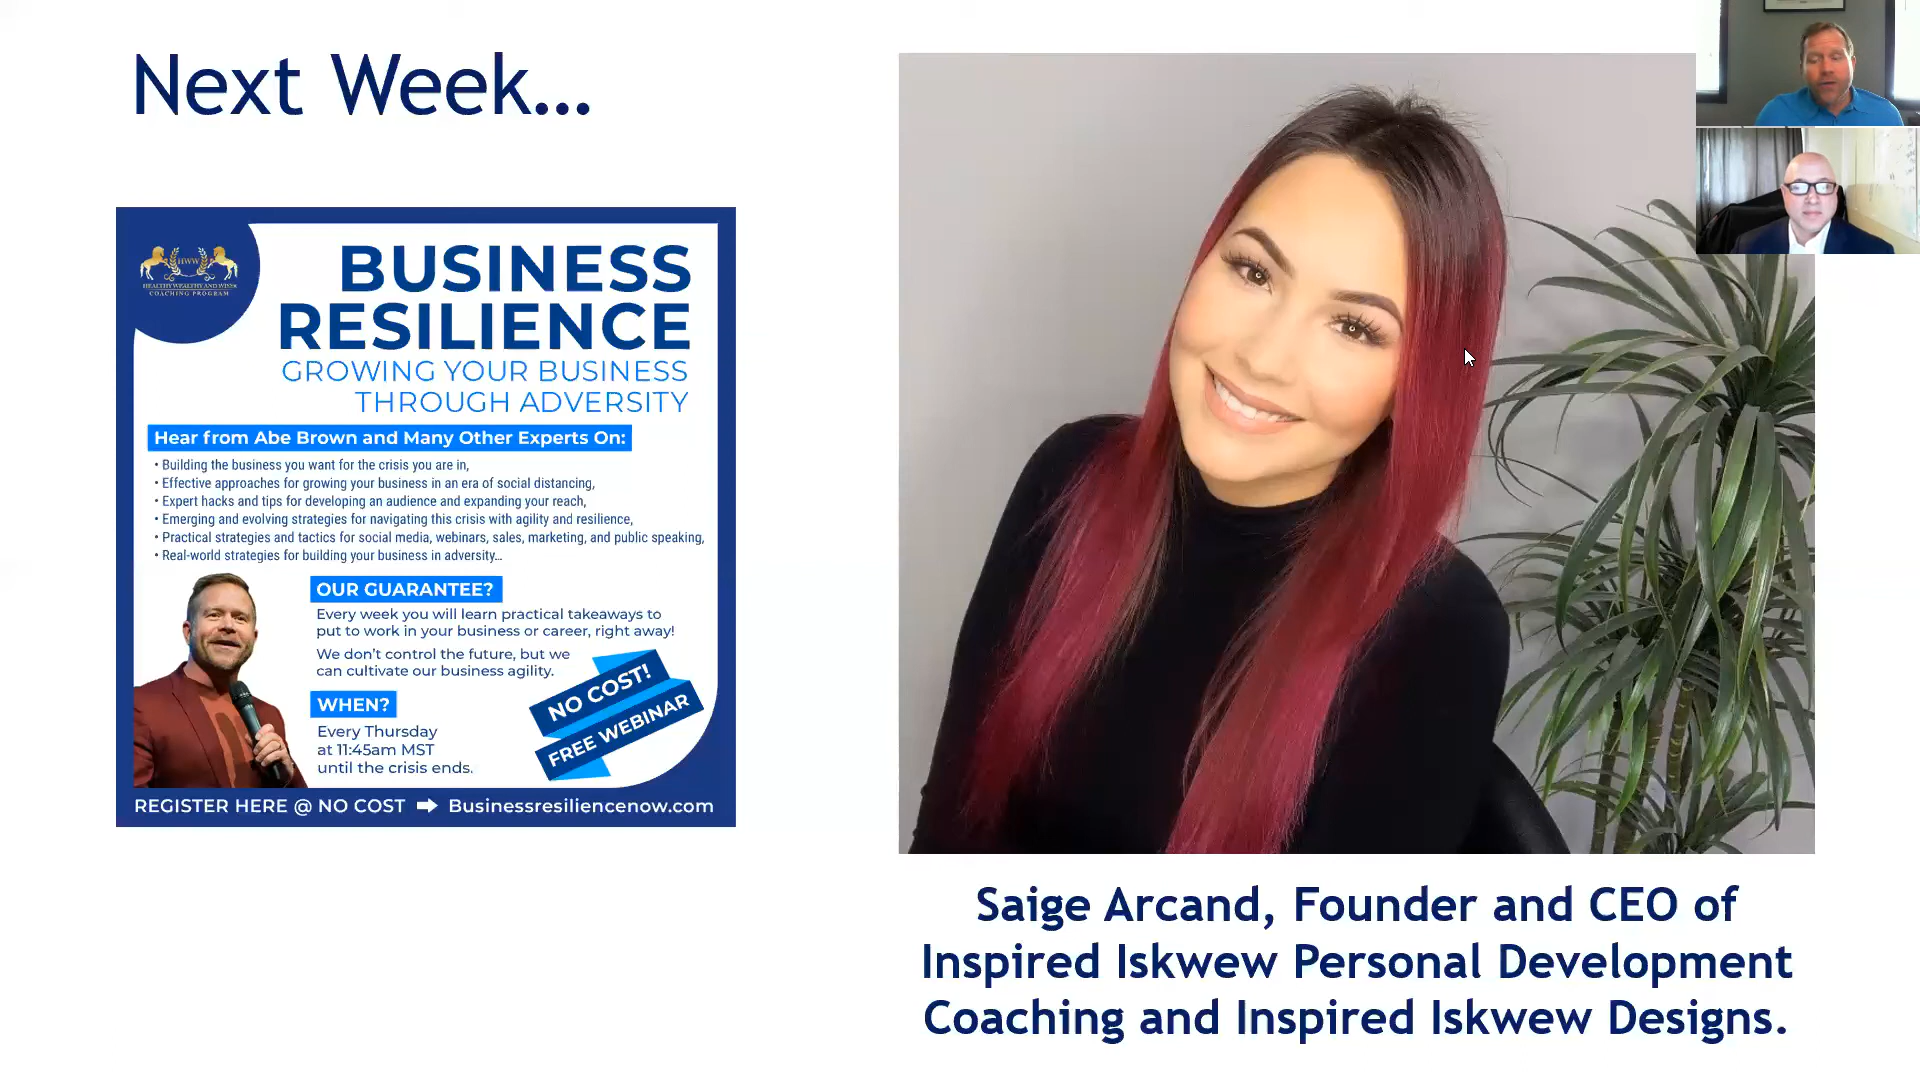 Next Week...
HWW
HEALTHY WEALTHY AND WISE
COACHING PROGRAM
BUSINESS
RESILIENCE
GROWING YOUR BUSINESS
THROUGH ADVERSITY
Hear from Abe Brown and Many Other Experts On:
• Building the business you want for the crisis you are in,
• Effective approaches for growing your business in an era of social distancing,
• Expert hacks and tips for developing an audience and expanding your reach,
• Emerging and evolving strategies for navigating this crisis with agility and resilience,
• Practical strategies and tactics for social media, webinars, sales, marketing, and public speaking,
• Real-world strategies for building your business in adversity...
OUR GUARANTEE?
Every week you will learn practical takeaways to
put to work in your business or career, right away!
We don't control the future, but we
can cultivate our business agility.
NO COST!
FREE WEBINAR
WHEN?
Every Thursday
at 11:45am MST
until the crisis ends.
REGISTER HERE @ NO COST ➡ Businessresiliencenow.com
Saige Arcand, Founder and CEO of
Inspired Iskwew Personal Development
Coaching and Inspired Iskwew Designs.